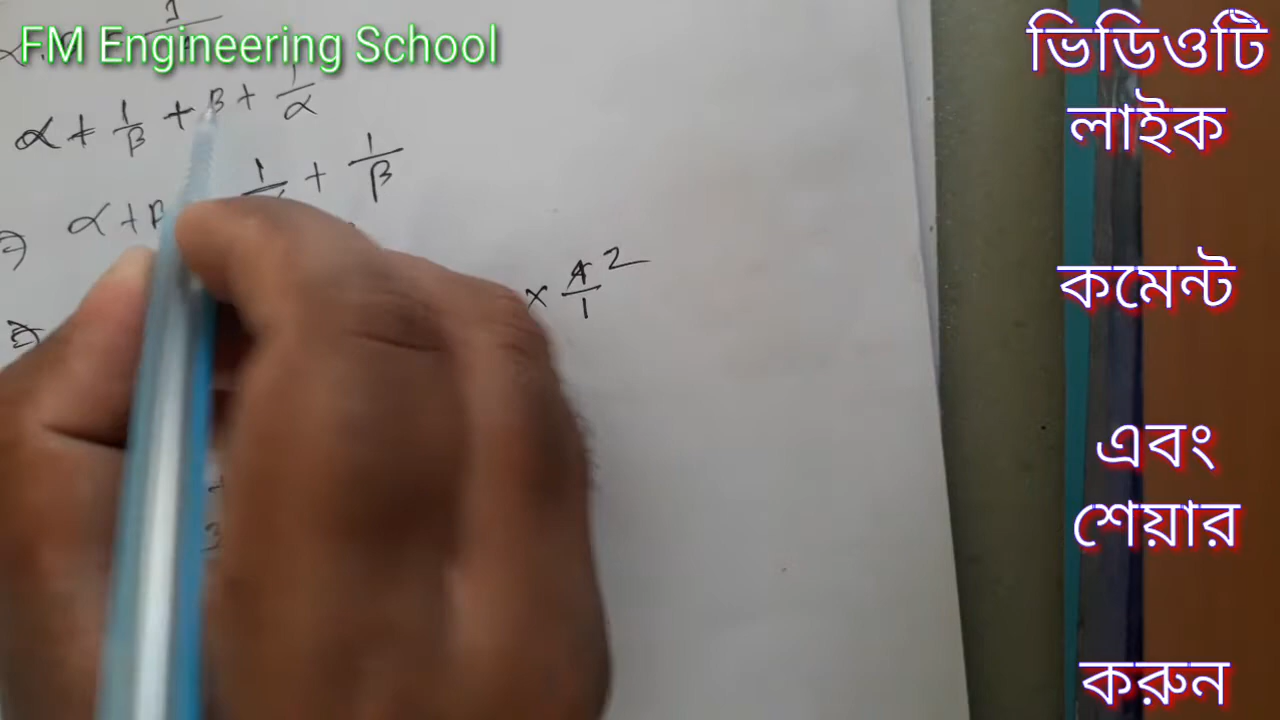 FM Engineering School
α + 1/β + β + 1/α
α + β 1 + 1/β
× 4/1 2
ভিডিওটি
লাইক
কমেন্ট
এবং
শেয়ার
করুন